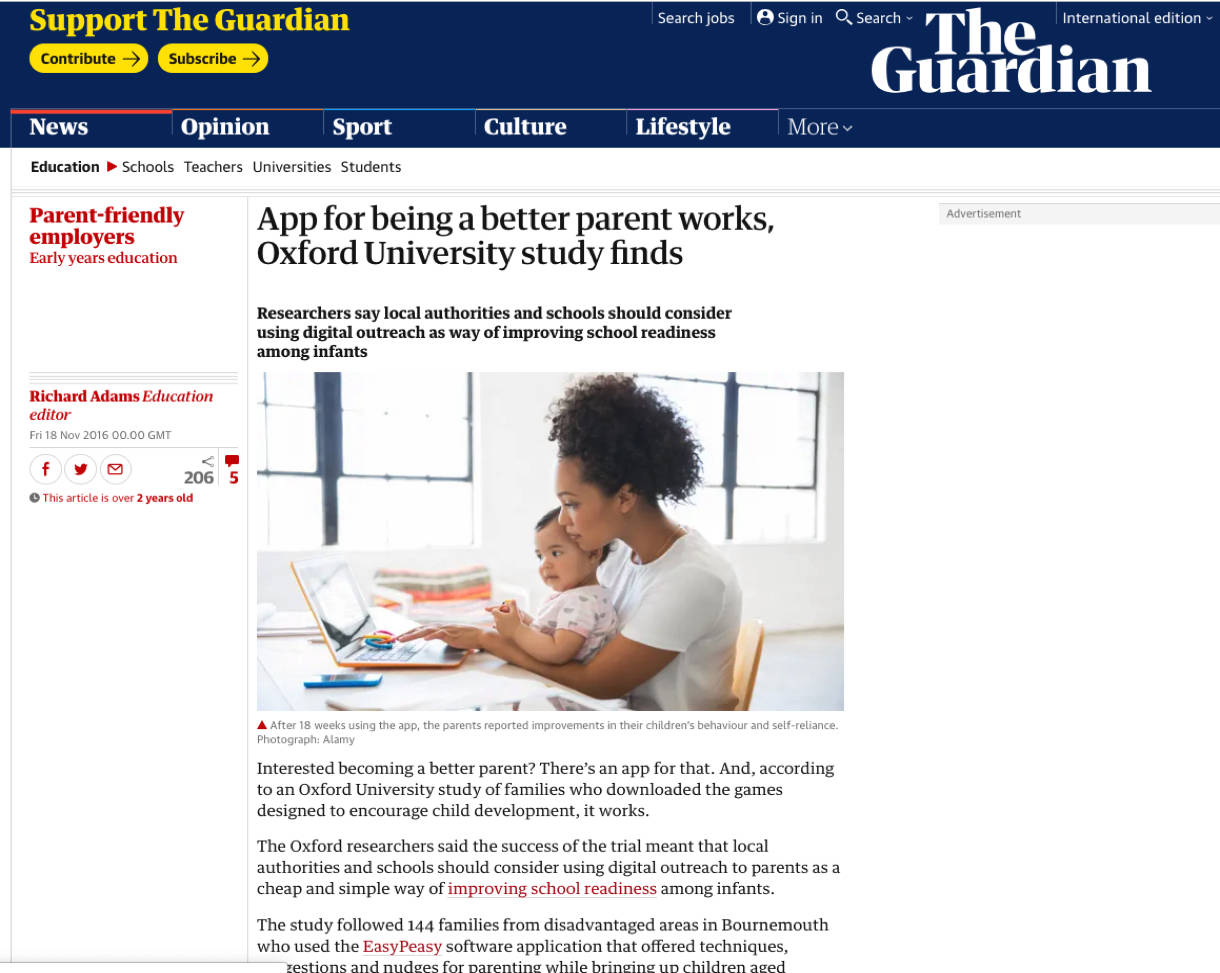 Support The Guardian
Contribute
Subscribe
Search jobs
Sign in
Search
International edition
The
Guardian
News
Opinion
Sport
Culture
Lifestyle
More
Education
Schools
Teachers
Universities
Students
Parent-friendly
employers
Early years education
App for being a better parent works,
Oxford University study finds
Advertisement
Researchers say local authorities and schools should consider
using digital outreach as way of improving school readiness
among infants
Richard Adams Education
editor
Fri 18 Nov 2016 00.00 GMT
206
5
This article is over 2 years old
After 18 weeks using the app, the parents reported improvements in their children's behaviour and self-reliance.
Photograph: Alamy
Interested becoming a better parent? There’s an app for that. And, according
to an Oxford University study of families who downloaded the games
designed to encourage child development, it works.
The Oxford researchers said the success of the trial meant that local
authorities and schools should consider using digital outreach to parents as a
cheap and simple way of improving school readiness among infants.
The study followed 144 families from disadvantaged areas in Bournemouth
who used the EasyPeasy software application that offered techniques,
gestions and nudges for parenting while bringing up children aged